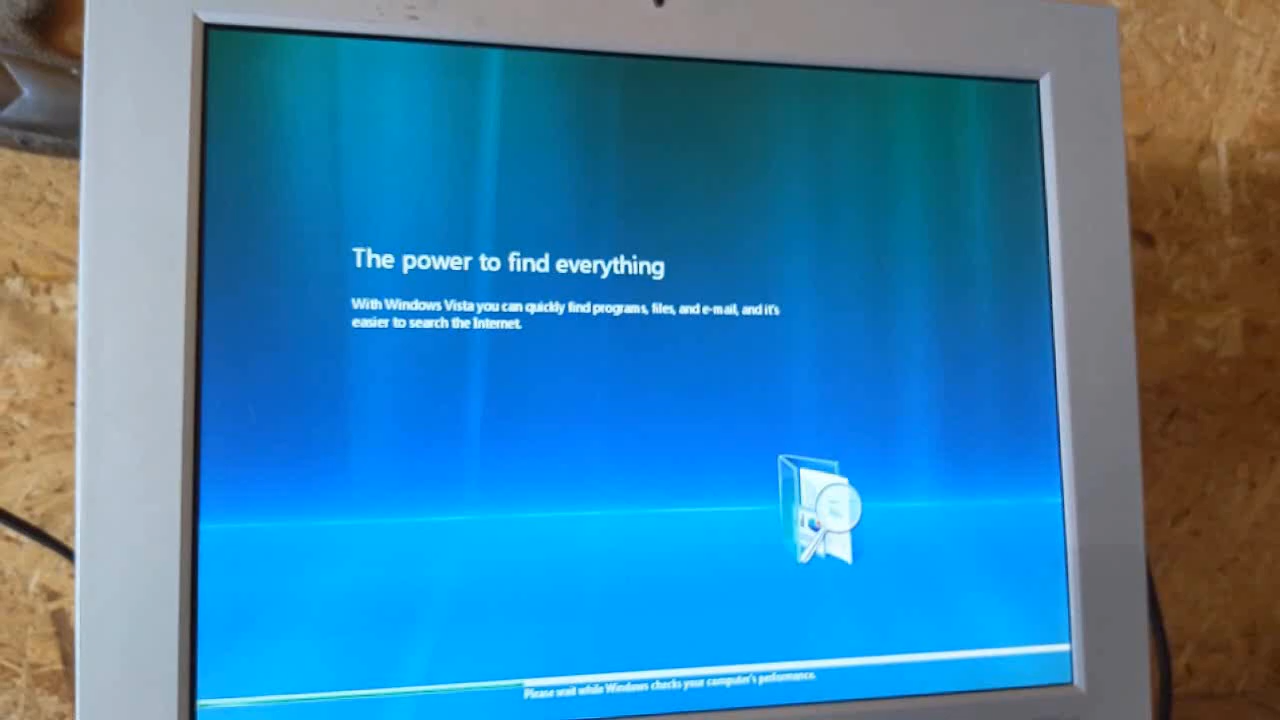 The power to find everything
With Windows Vista you can quickly find programs, files, and e-mail, and it's
easier to search the Internet.
Please wait while Windows checks your computer's performance.